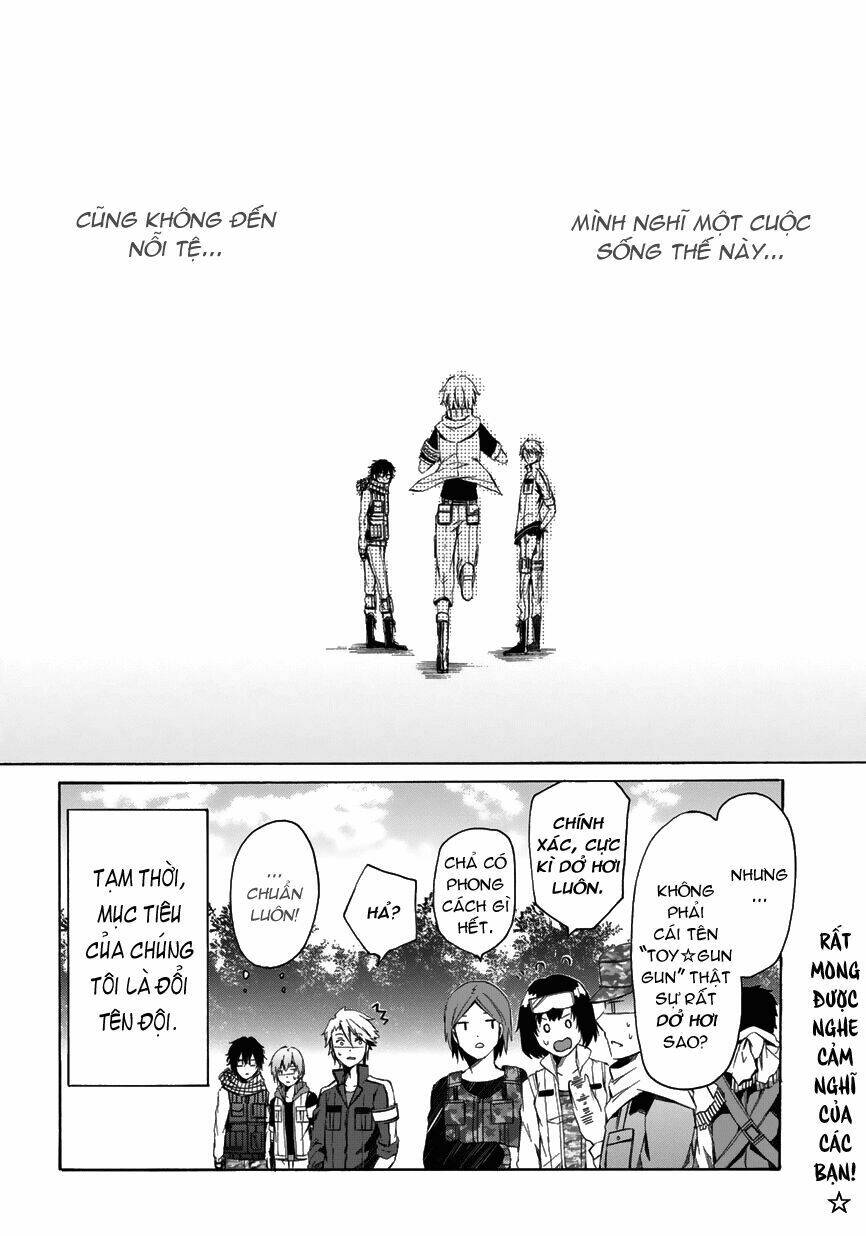 MÌNH NGHĨ MỘT CUỘC
SỐNG THẾ NÀY...
CŨNG KHÔNG ĐẾN
NỖI TỆ...
NHƯNG
...
KHÔNG
PHẢI
CÁI TÊN
"TOY☆GUN
GUN" THẬT
SỰ RẤT
DỞ HƠI
SAO?
CHÍNH
XÁC, CỰC
KÌ DỞ HƠI
LUÔN.
CHẢ CÓ
PHONG
CÁCH GÌ
HẾT.
HẢ?
...
CHUẨN
LUÔN!
TẠM THỜI,
MỤC TIÊU
CỦA CHÚNG
TÔI LÀ ĐỔI
TÊN ĐỘI.
RẤT
MONG
ĐƯỢC
NGHE
CẢM
NGHĨ
CỦA
CÁC
BẠN!
☆